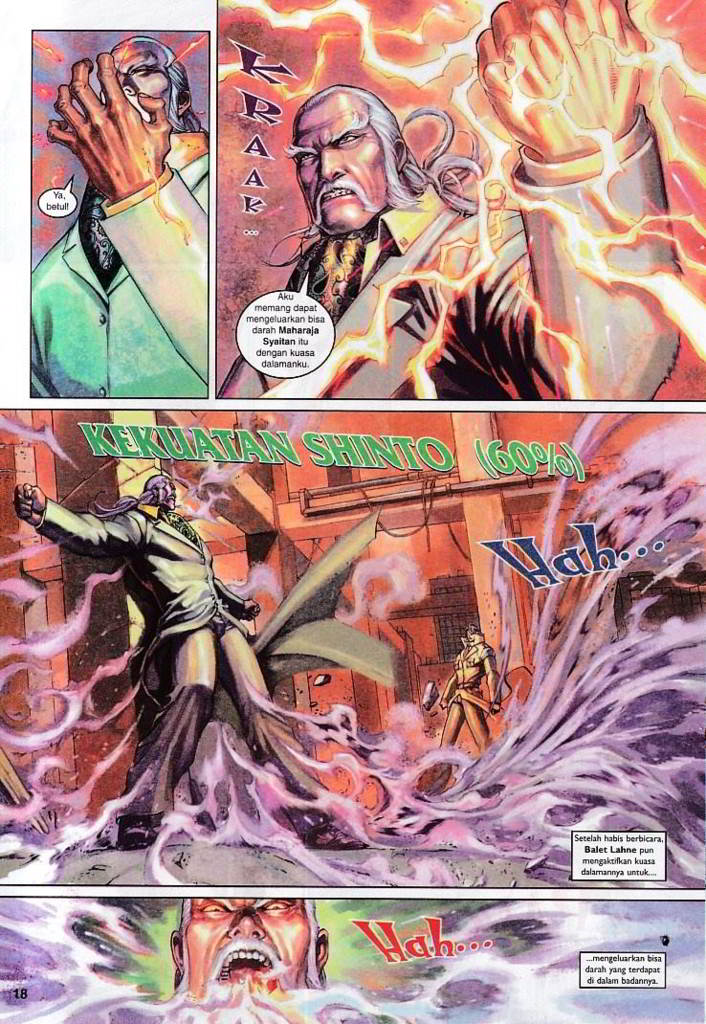 Ya,
betul!
KRAAK...
Aku
memang dapat
mengeluarkan bisa
darah Maharaja
Syaitan itu
dengan kuasa
dalamanku.
KEKUATAN SHINTO (60%)
Hah...
Setelah habis berbicara,
Balet Lahne pun
mengaktifkan kuasa
dalamannya untuk....
Hah...
...mengeluarkan bisa
darah yang terdapat
di dalam badannya.
18